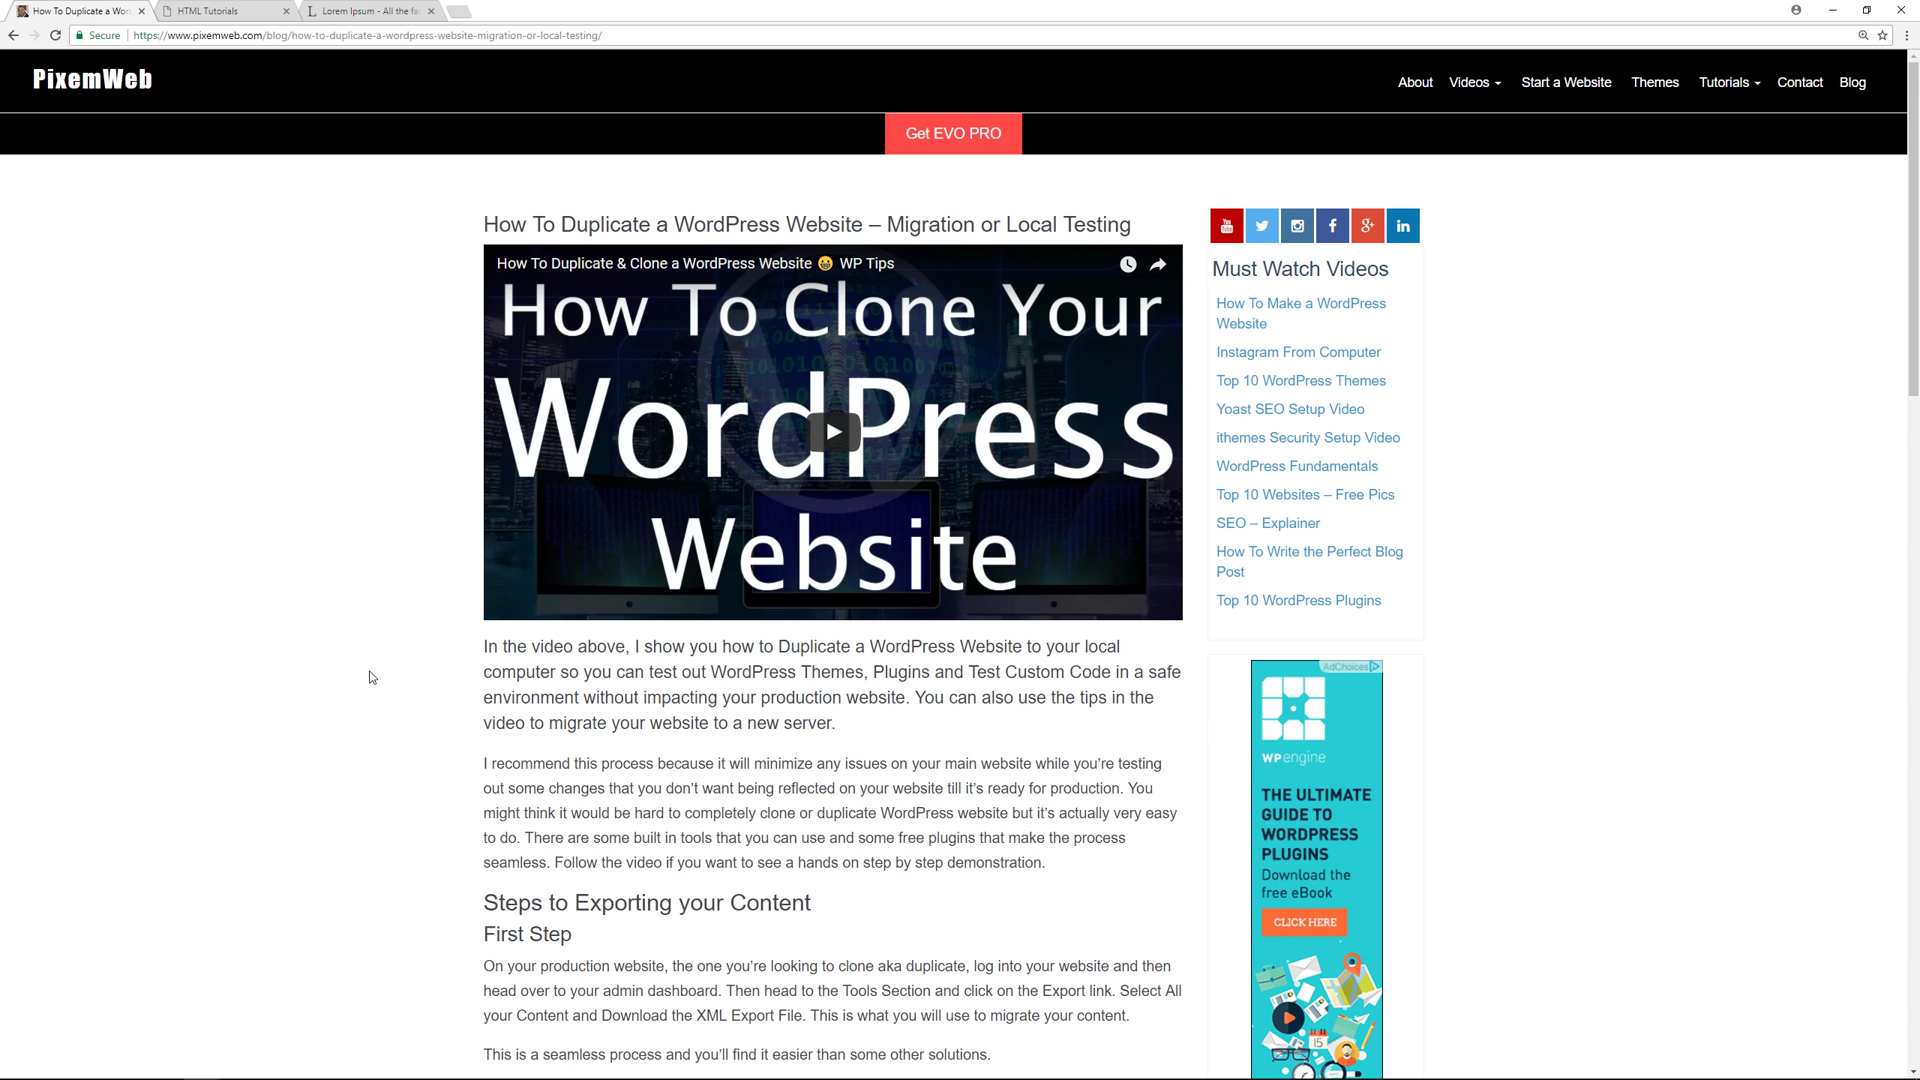 How To Duplicate a Wor
HTML Tutorials
Lorem Ipsum - All the fa
Secure
https://www.pixemweb.com/blog/how-to-duplicate-a-wordpress-website-migration-or-local-testing/
PixemWeb
About Videos Start a Website Themes Tutorials Contact Blog
Get EVO PRO
How To Duplicate a WordPress Website – Migration or Local Testing
How To Duplicate & Clone a WordPress Website 😀 WP Tips
How To Clone Your
WordPress
Website
In the video above, I show you how to Duplicate a WordPress Website to your local
computer so you can test out WordPress Themes, Plugins and Test Custom Code in a safe
environment without impacting your production website. You can also use the tips in the
video to migrate your website to a new server.
I recommend this process because it will minimize any issues on your main website while you’re testing
out some changes that you don’t want being reflected on your website till it’s ready for production. You
might think it would be hard to completely clone or duplicate WordPress website but it’s actually very easy
to do. There are some built in tools that you can use and some free plugins that make the process
seamless. Follow the video if you want to see a hands on step by step demonstration.
Steps to Exporting your Content
First Step
On your production website, the one you’re looking to clone aka duplicate, log into your website and then
head over to your admin dashboard. Then head to the Tools Section and click on the Export link. Select All
your Content and Download the XML Export File. This is what you will use to migrate your content.
This is a seamless process and you’ll find it easier than some other solutions.
You Tube
f
g+
in
Must Watch Videos
How To Make a WordPress
Website
Instagram From Computer
Top 10 WordPress Themes
Yoast SEO Setup Video
ithemes Security Setup Video
WordPress Fundamentals
Top 10 Websites – Free Pics
SEO – Explainer
How To Write the Perfect Blog
Post
Top 10 WordPress Plugins
AdChoices
WPengine
THE ULTIMATE
GUIDE TO
WORDPRESS
PLUGINS
Download the
free eBook
CLICK HERE
15